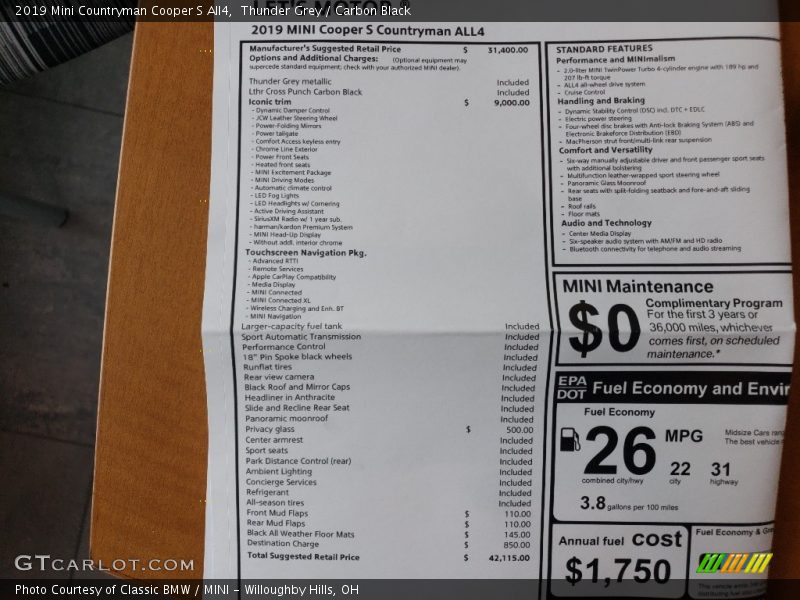 2019 Mini Countryman Cooper S All4,  Thunder Grey / Carbon Black
2019 MINI Cooper S Countryman ALL4
Manufacturer's Suggested Retail Price $ 31,400.00
Options and Additional Charges: (Optional equipment may
supercede standard equipment; check with your authorized MINI dealer).
Thunder Grey metallic Included
Lthr Cross Punch Carbon Black Included
Iconic trim $ 9,000.00
- Dynamic Damper Control
- JCW Leather Steering Wheel
- Power-Folding Mirrors
- Power tailgate
- Comfort Access keyless entry
- Chrome Line Exterior
- Power Front Seats
- Heated front seats
- MINI Excitement Package
- MINI Driving Modes
- Automatic climate control
- LED Fog Lights
- LED Headlights w/ Cornering
- Active Driving Assistant
- SiriusXM Radio w/ 1 year sub.
- harman/kardon Premium System
- MINI Head-Up Display
- Without addl. interior chrome
Touchscreen Navigation Pkg.
- Advanced RTTI
- Remote Services
- Apple CarPlay Compatibility
- Media Display
- MINI Connected
- MINI Connected XL
- Wireless Charging and Enh. BT
- MINI Navigation
Larger-capacity fuel tank Included
Sport Automatic Transmission Included
Performance Control Included
18" Pin Spoke black wheels Included
Runflat tires Included
Rear view camera Included
Black Roof and Mirror Caps Included
Headliner in Anthracite Included
Slide and Recline Rear Seat Included
Panoramic moonroof Included
Privacy glass $ 500.00
Center armrest Included
Sport seats Included
Park Distance Control (rear) Included
Ambient Lighting Included
Concierge Services Included
Refrigerant Included
All-season tires Included
Front Mud Flaps $ 110.00
Rear Mud Flaps $ 110.00
Black All Weather Floor Mats $ 145.00
Destination Charge $ 850.00
Total Suggested Retail Price $ 42,115.00
STANDARD FEATURES
Performance and MINImalism
- 2.0-liter MINI TwinPower Turbo 4-cylinder engine with 189 hp and
207 lb-ft torque
- ALL4 all-wheel drive system
- Cruise Control
Handling and Braking
- Dynamic Stability Control (DSC) incl. DTC + EDLC
- Electric power steering
- Four-wheel disc brakes with Anti-lock Braking System (ABS) and
Electronic Brakeforce Distribution (EBD)
- MacPherson strut front/multi-link rear suspension
Comfort and Versatility
- Six-way manually adjustable driver and front passenger sport seats
with additional bolstering
- Multifunction leather-wrapped sport steering wheel
- Panoramic Glass Moonroof
- Rear seats with split-folding seatback and fore-and-aft sliding
base
- Roof rails
- Floor mats
Audio and Technology
- Center Media Display
- Six-speaker audio system with AM/FM and HD radio
- Bluetooth connectivity for telephone and audio streaming
MINI Maintenance
$0
Complimentary Program
For the first 3 years or
36,000 miles, whichever
comes first, on scheduled
maintenance.*
EPA
DOT
Fuel Economy and Envir
Fuel Economy
26 MPG
combined city/hwy
22
city
31
highway
Midsize Cars ran
The best vehicle
3.8 gallons per 100 miles
Annual fuel cost
$1,750
Fuel Economy & Gre
GTCARLOT.COM
Photo Courtesy of Classic BMW / MINI - Willoughby Hills, OH